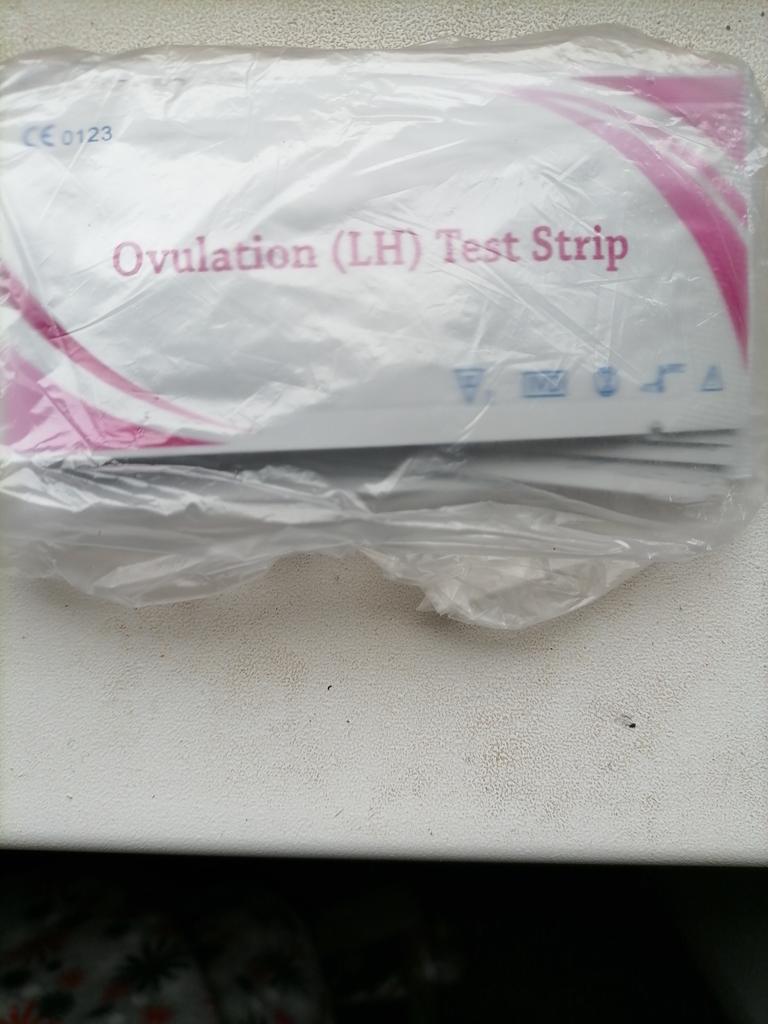 CE 0123
Ovulation (LH) Test Strip